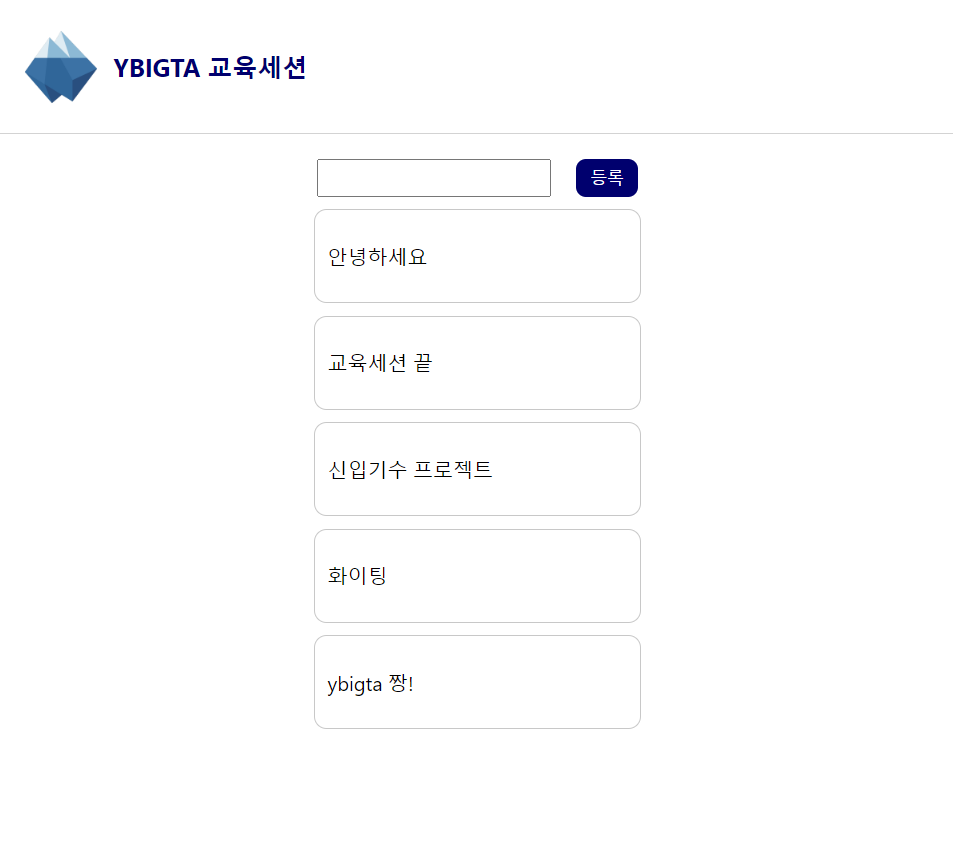 YBIGTA 교육세션
등록
안녕하세요
교육세션 끝
신입기수 프로젝트
화이팅
ybigta 짱!